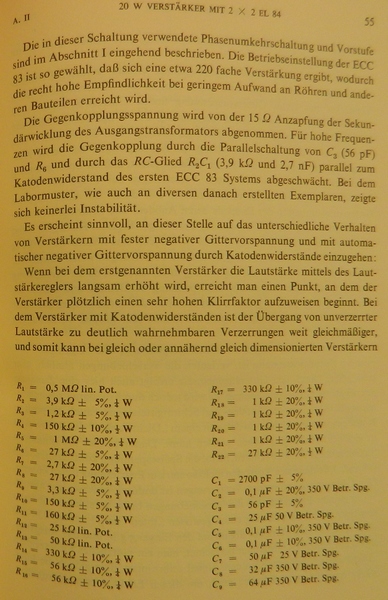 A. II
20 W VERSTÄRKER MIT 2 × 2 EL 84
55
Die in dieser Schaltung verwendete Phasenumkehrschaltung und Vorstufe
sind im Abschnitt I eingehend beschrieben. Die Betriebseinstellung der ECC
83 ist so gewählt, daß sich eine etwa 220 fache Verstärkung ergibt, wodurch
die recht hohe Empfindlichkeit bei geringem Aufwand an Röhren und ande-
ren Bauteilen erreicht wird.
Die Gegenkopplungsspannung wird von der 15 Ω Anzapfung der Sekun-
därwicklung des Ausgangstransformators abgenommen. Für hohe Frequen-
zen wird die Gegenkopplung durch die Parallelschaltung von C₃ (56 pF)
und R₆ und durch das RC-Glied R₂C₁ (3,9 kΩ und 2,7 nF) parallel zum
Katodenwiderstand des ersten ECC 83 Systems abgeschwächt. Bei dem
Labormuster, wie auch an diversen danach erstellten Exemplaren, zeigte
sich keinerlei Instabilität.
Es erscheint sinnvoll, an dieser Stelle auf das unterschiedliche Verhalten
von Verstärkern mit fester negativer Gittervorspannung und mit automa-
tischer negativer Gittervorspannung durch Katodenwiderstände einzugehen:
Wenn bei dem erstgenannten Verstärker die Lautstärke mittels des Laut-
stärkereglers langsam erhöht wird, erreicht man einen Punkt, an dem der
Verstärker plötzlich einen sehr hohen Klirrfaktor aufzuweisen beginnt. Bei
dem Verstärker mit Katodenwiderständen ist der Übergang von unverzerrter
Lautstärke zu deutlich wahrnehmbaren Verzerrungen weit gleichmäßiger,
und somit kann bei gleich oder annähernd gleich dimensionierten Verstärkern
R₁ = 0,5 MΩ lin. Pot.
R₂ = 3,9 kΩ ± 5%, ¼ W
R₃ = 1,2 kΩ ± 5%, ¼ W
R₄ = 150 kΩ ± 10%, ¼ W
R₅ = 1 MΩ ± 20%, ¼ W
R₆ = 27 kΩ ± 5%, ¼ W
R₇ = 2,7 kΩ ± 20%, ¼ W
R₈ = 27 kΩ ± 20%, ¼ W
R₉ = 3,3 kΩ ± 5%, ¼ W
R₁₀ = 150 kΩ ± 5%, ½ W
R₁₁ = 160 kΩ ± 5%, ½ W
R₁₂ = 25 kΩ lin. Pot.
R₁₃ = 50 kΩ lin. Pot.
R₁₄ = 330 kΩ ± 10%, ¼ W
R₁₅ = 56 kΩ ± 10%, ½ W
R₁₆ = 56 kΩ ± 10%, ½ W
R₁₇ = 330 kΩ ± 10%, ¼ W
R₁₈ = 1 kΩ ± 20%, ¼ W
R₁₉ = 1 kΩ ± 20%, ¼ W
R₂₀ = 1 kΩ ± 20%, ¼ W
R₂₁ = 1 kΩ ± 20%, ¼ W
R₂₂ = 27 kΩ ± 20%, ¼ W
C₁ = 2700 pF ± 5%
C₂ = 0,1 μF ± 20%, 350 V Betr. Spg.
C₃ = 56 pF ± 5%
C₄ = 25 μF 50 V Betr. Spg.
C₅ = 0,1 μF ± 10%, 350 V Betr. Spg.
C₆ = 0,1 μF ± 10%, 350 V Betr. Spg.
C₇ = 50 μF 25 V Betr. Spg.
C₈ = 32 μF 350 V Betr. Spg.
C₉ = 64 μF 350 V Betr. Spg.